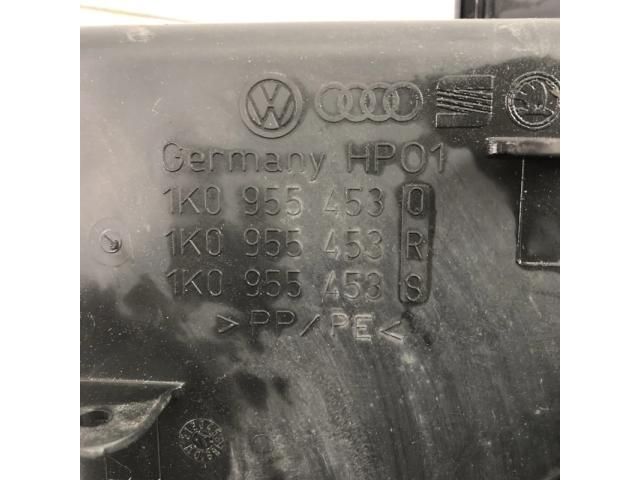 Germany HP01
1K0 955 453 Q
1K0 955 453 R
1K0 955 453 S
>PP/PE<